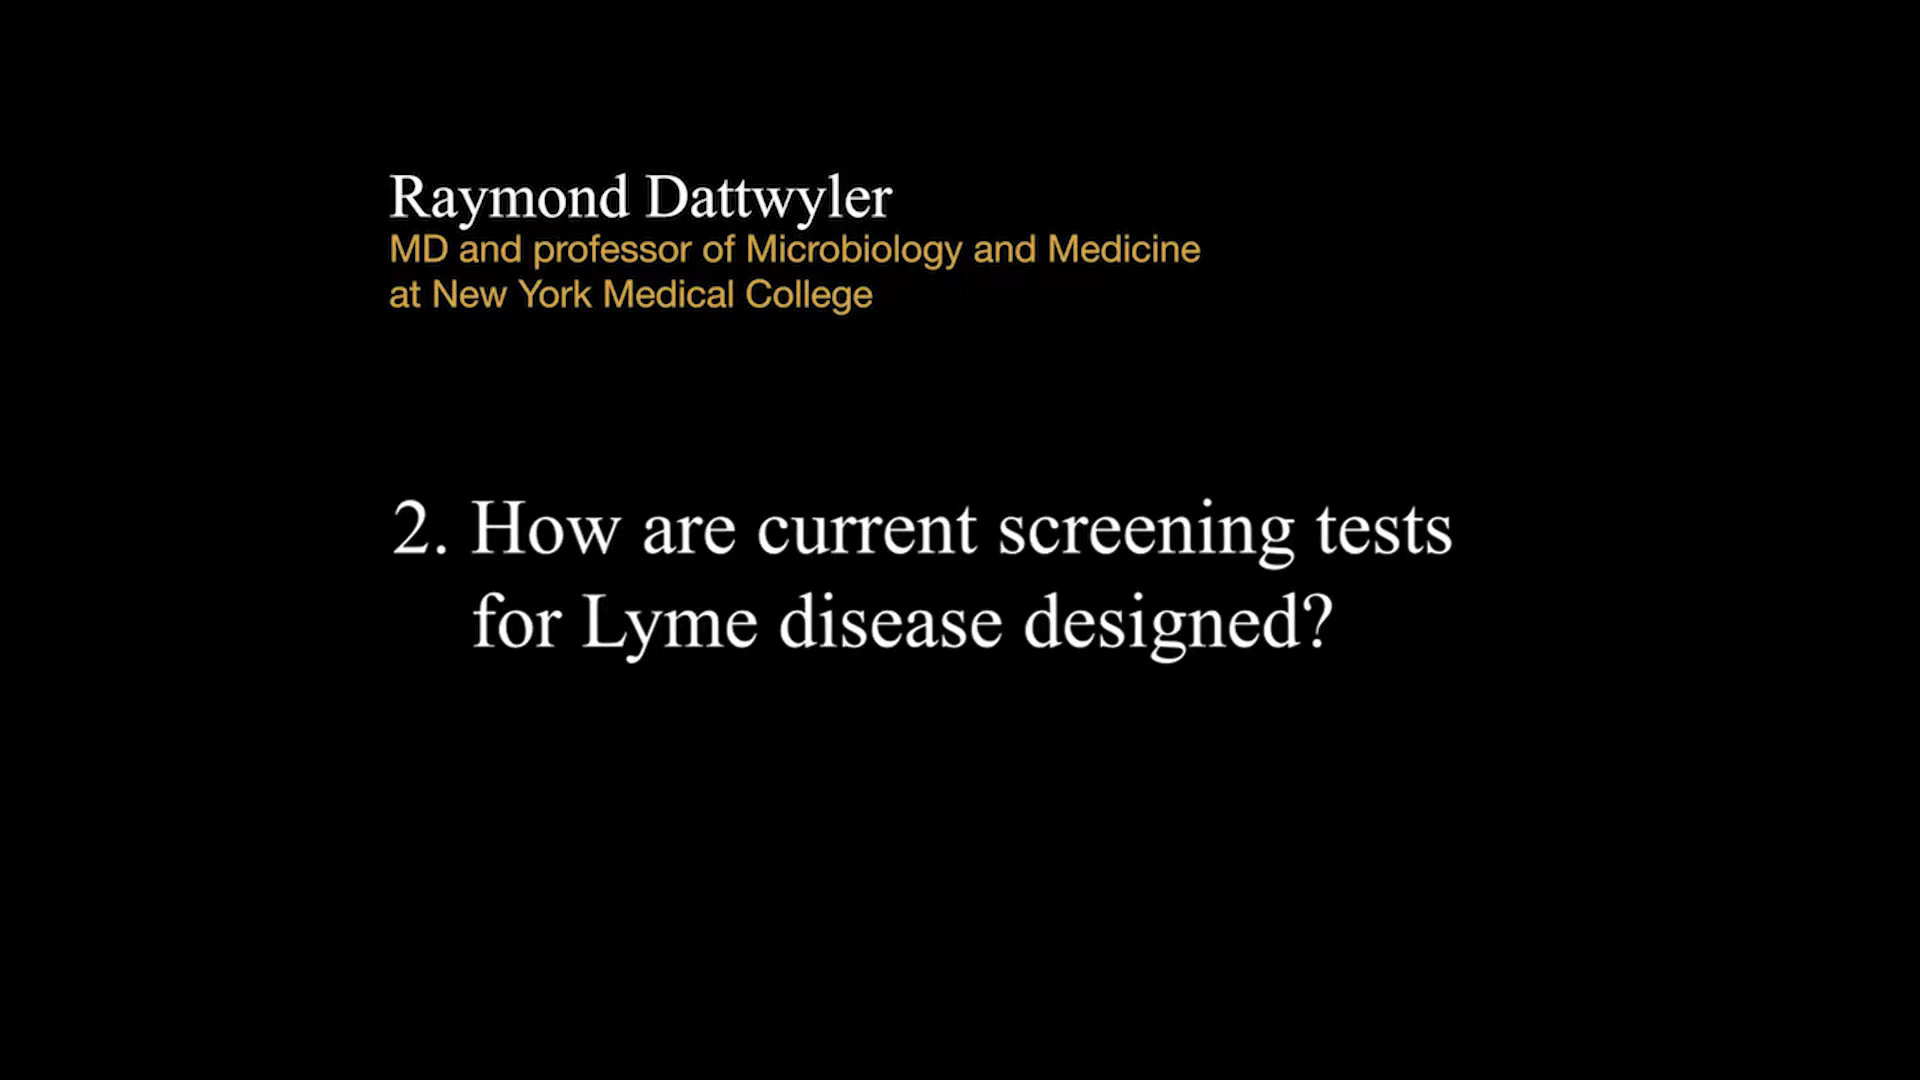 Raymond Dattwyler
MD and professor of Microbiology and Medicine
at New York Medical College
2. How are current screening tests
for Lyme disease designed?